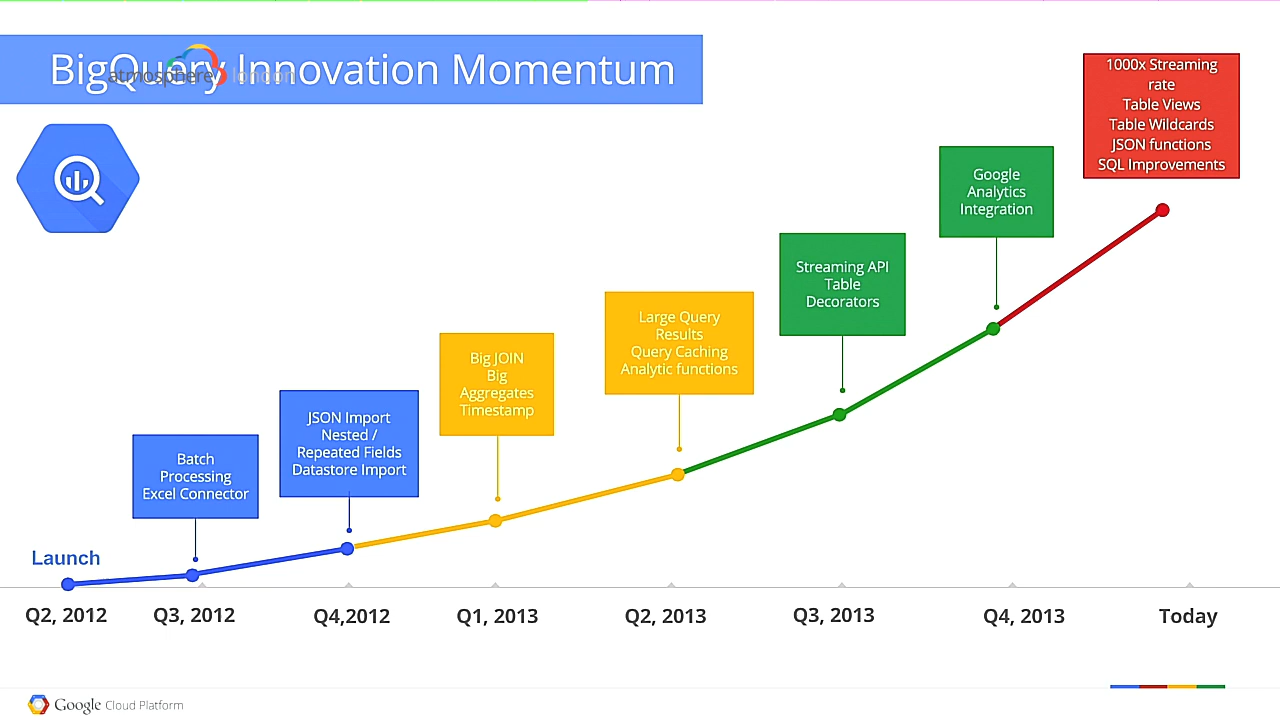 BigQuery Innovation Momentum
atmosphere london
1000x Streaming
rate
Table Views
Table Wildcards
JSON functions
SQL Improvements
Google
Analytics
Integration
Streaming API
Table
Decorators
Large Query
Results
Query Caching
Analytic functions
Big JOIN
Big
Aggregates
Timestamp
JSON Import
Nested /
Repeated Fields
Datastore Import
Batch
Processing
Excel Connector
Launch
Q2, 2012
Q3, 2012
Q4,2012
Q1, 2013
Q2, 2013
Q3, 2013
Q4, 2013
Today
Google Cloud Platform